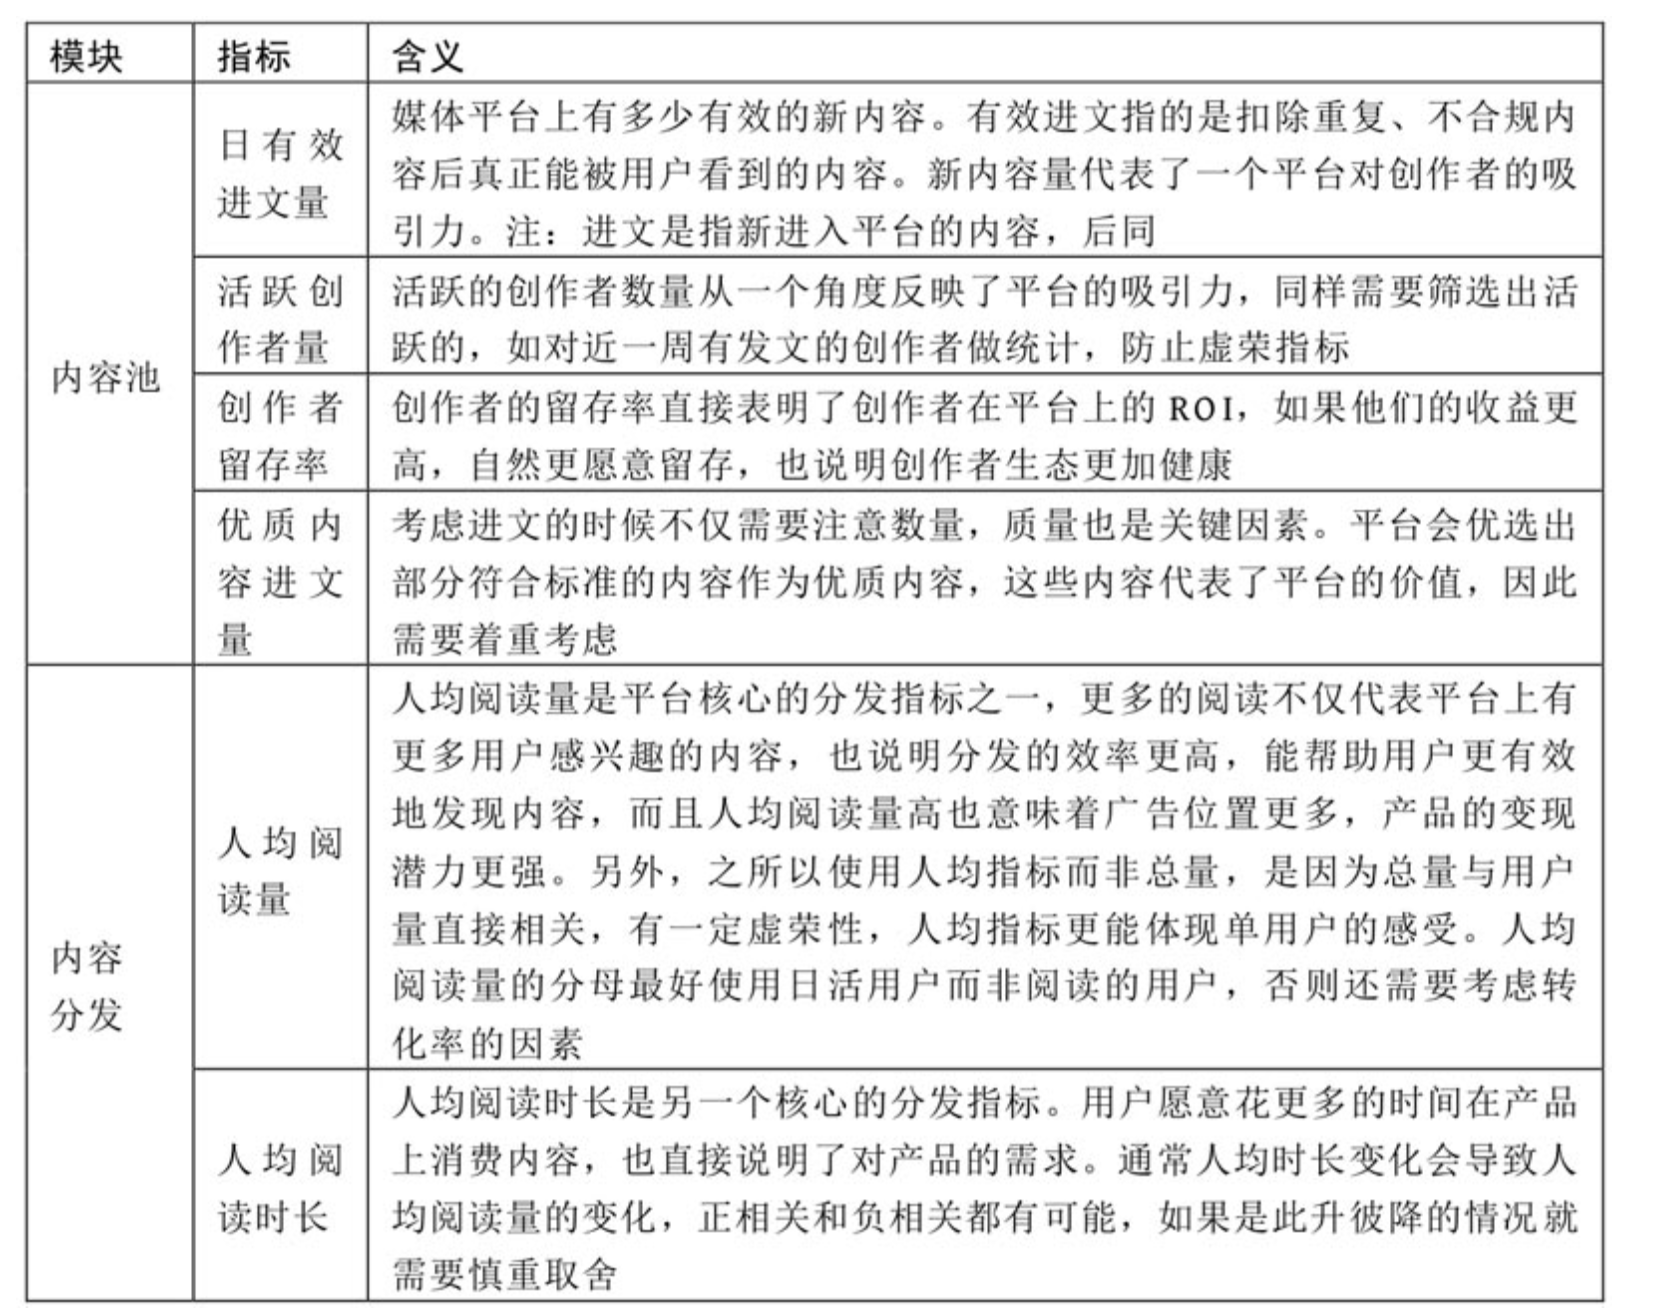 模块 指标 含义
内容池
日有效
进文量
媒体平台上有多少有效的新内容。有效进文指的是扣除重复、不合规内
容后真正能被用户看到的内容。新内容量代表了一个平台对创作者的吸
引力。注：进文是指新进入平台的内容，后同
活跃创
作者量
活跃的创作者数量从一个角度反映了平台的吸引力，同样需要筛选出活
跃的，如对近一周有发文的创作者做统计，防止虚荣指标
创作者
留存率
创作者的留存率直接表明了创作者在平台上的 ROI，如果他们的收益更
高，自然更愿意留存，也说明创作者生态更加健康
优质内
容进文
量
考虑进文的时候不仅需要注意数量，质量也是关键因素。平台会优选出
部分符合标准的内容作为优质内容，这些内容代表了平台的价值，因此
需要着重考虑
内容
分发
人均阅
读量
人均阅读量是平台核心的分发指标之一，更多的阅读不仅代表平台上有
更多用户感兴趣的内容，也说明分发的效率更高，能帮助用户更有效
地发现内容，而且人均阅读量高也意味着广告位置更多，产品的变现
潜力更强。另外，之所以使用人均指标而非总量，是因为总量与用户
量直接相关，有一定虚荣性，人均指标更能体现单用户的感受。人均
阅读量的分母最好使用日活用户而非阅读的用户，否则还需要考虑转
化率的因素
人均阅
读时长
人均阅读时长是另一个核心的分发指标。用户愿意花更多的时间在产品
上消费内容，也直接说明了对产品的需求。通常人均时长变化会导致人
均阅读量的变化，正相关和负相关都有可能，如果是此升彼降的情况就
需要慎重取舍